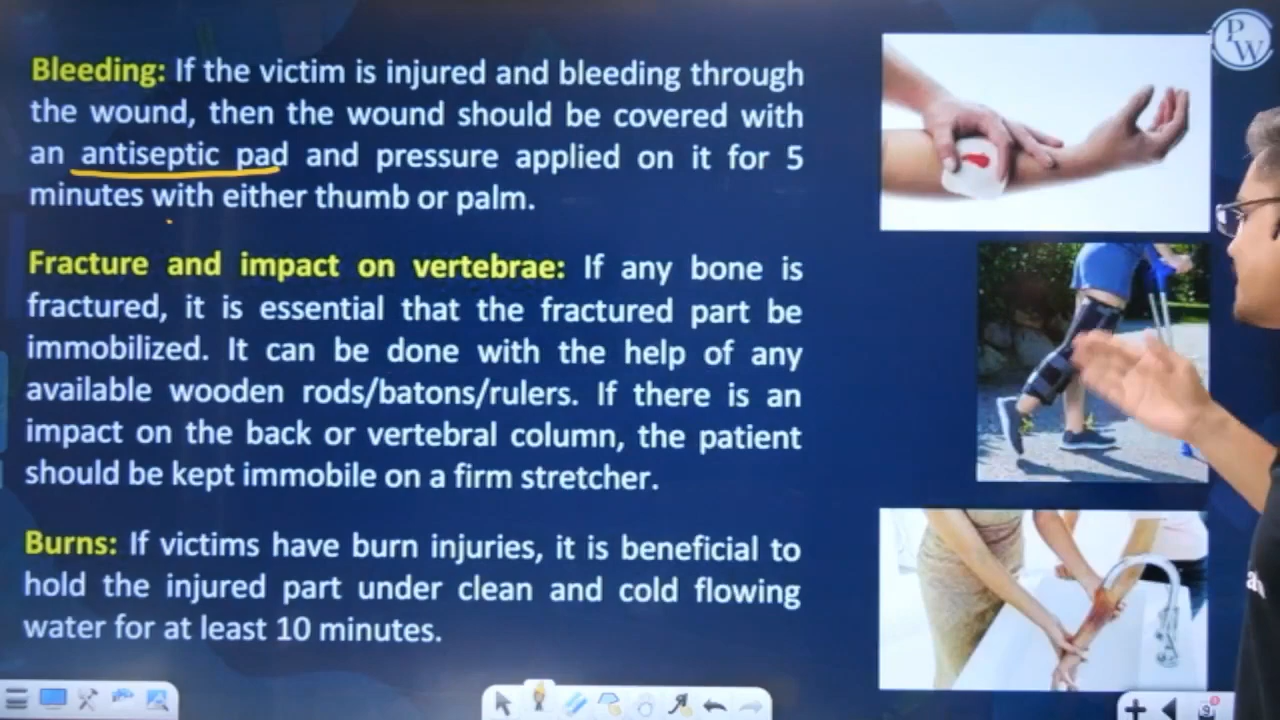 Bleeding: If the victim is injured and bleeding through
the wound, then the wound should be covered with
an antiseptic pad and pressure applied on it for 5
minutes with either thumb or palm.
Fracture and impact on vertebrae: If any bone is
fractured, it is essential that the fractured part be
immobilized. It can be done with the help of any
available wooden rods/batons/rulers. If there is an
impact on the back or vertebral column, the patient
should be kept immobile on a firm stretcher.
Burns: If victims have burn injuries, it is beneficial to
hold the injured part under clean and cold flowing
water for at least 10 minutes.
PW